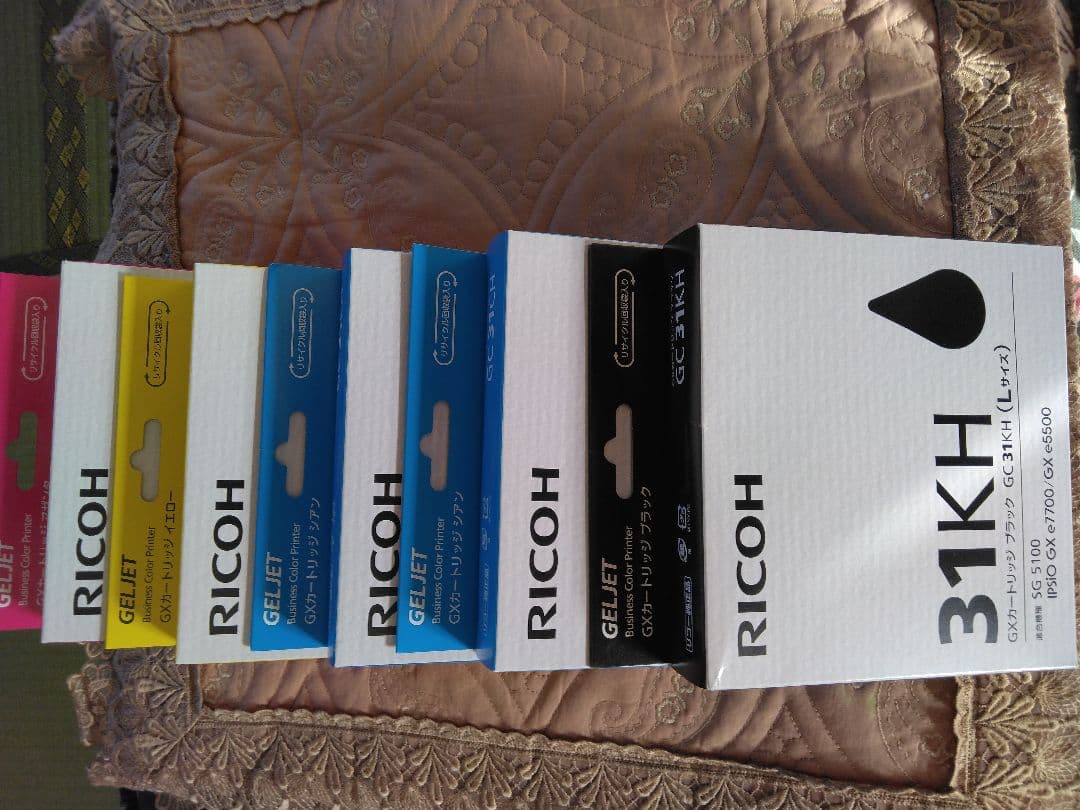 GELJET
リサイクル回収袋入り
Business Color Printer
RICOH
GELJET
リサイクル回収袋入り
Business Color Printer
GXカートリッジ イエロー
RICOH
GELJET
リサイクル回収袋入り
Business Color Printer
GXカートリッジ シアン
RICOH
GELJET
リサイクル回収袋入り
Business Color Printer
GXカートリッジ シアン
GC 31CH
RICOH
GELJET
リサイクル回収袋入り
Business Color Printer
GXカートリッジ ブラック
GC 31KH
リコー純正品
RICOH
31KH
GXカートリッジ ブラック GC 31KH (Lサイズ)
適合機種 SG 5100
IPSiO GX e7700/GX e5500